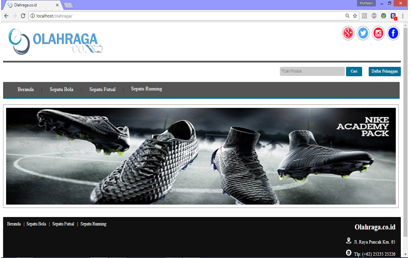 Olahraga.co.id
localhost/olahraga/
OLAHRAGA
Cari Produk
Cari
Daftar Pelanggan
Beranda Sepatu Bola Sepatu Futsal Sepatu Running
NIKE
ACADEMY
PACK
Beranda | Sepatu Bola | Sepatu Futsal | Sepatu Running
Olahraga.co.id
Jl. Raya Puncak Km. 81
Tlp: (+62) 25235 25226